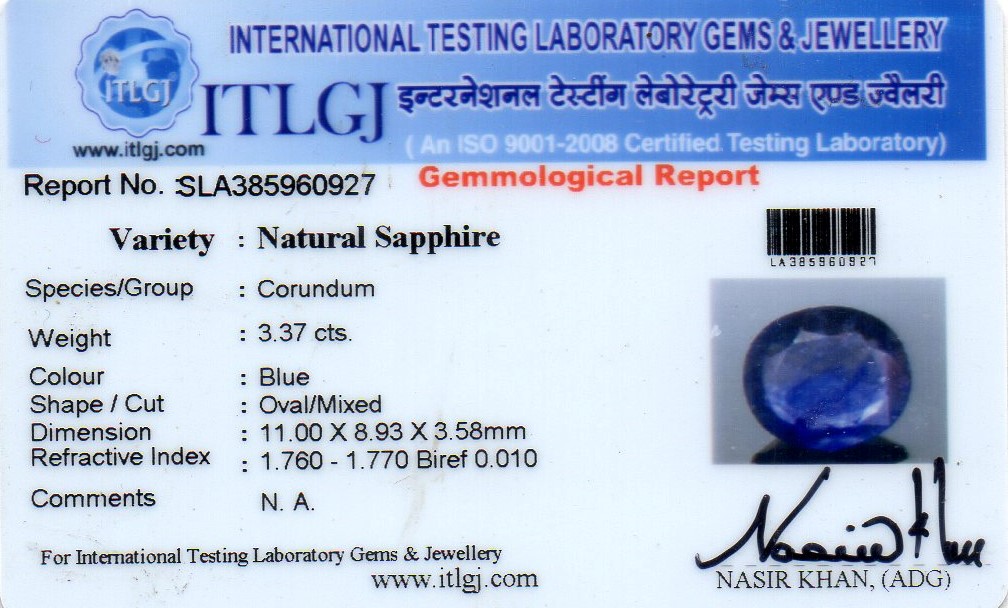 INTERNATIONAL TESTING LABORATORY GEMS & JEWELLERY
ITLGJ
ITLGJ
इन्टरनेशनल टेस्टींग लेबोरेट्ररी जेम्स एण्ड ज्वैलरी
www.itlgj.com
( An ISO 9001-2008 Certified Testing Laboratory)
Report No. :SLA385960927
Gemmological Report
Variety : Natural Sapphire
LA385960927
Species/Group : Corundum
Weight : 3.37 cts.
Colour : Blue
Shape / Cut : Oval/Mixed
Dimension : 11.00 X 8.93 X 3.58mm
Refractive Index : 1.760 - 1.770 Biref 0.010
Comments N. A.
Nasir Khan
For International Testing Laboratory Gems & Jewellery
www.itlgj.com
NASIR KHAN, (ADG)